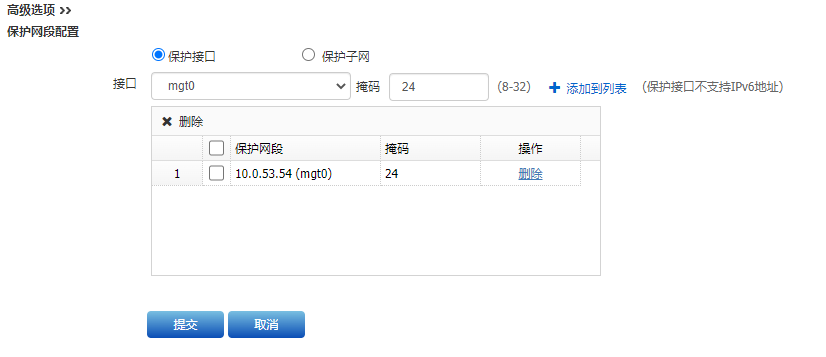 高级选项 >>
保护网段配置
保护接口 保护子网
接口 mgt0 掩码 24 (8-32) 添加到列表 (保护接口不支持IPv6地址)
删除
保护网段 掩码 操作
1 10.0.53.54 (mgt0) 24 删除
提交 取消